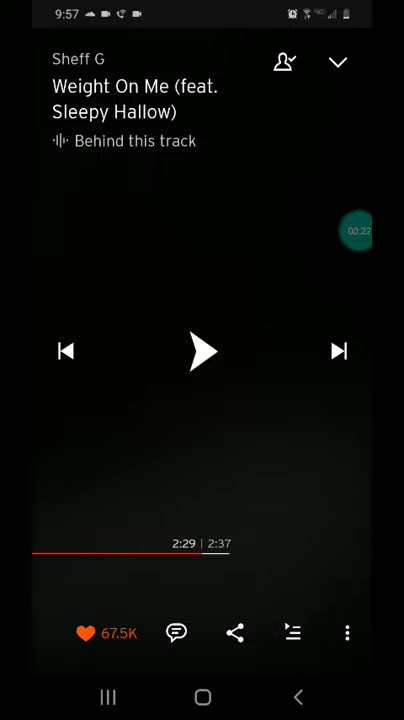 9:57
Sheff G
Weight On Me (feat.
Sleepy Hallow)
Behind this track
00:22
2:29 | 2:37
67.5K